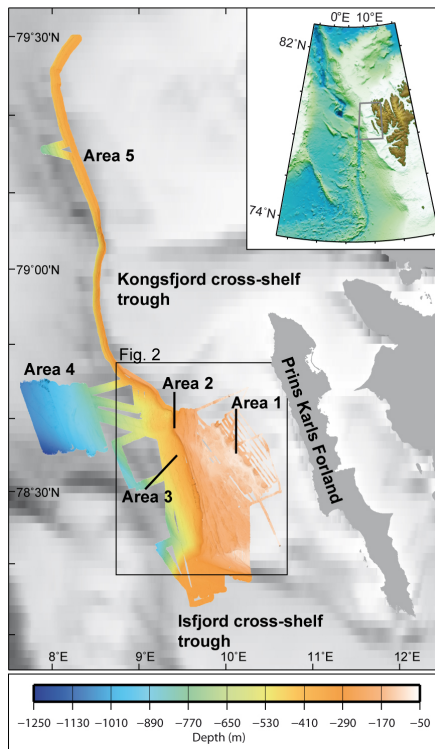 79°30'N
0°E 10°E
82°N
74°N
Area 5
79°00'N
Kongsfjord cross-shelf
trough
Fig. 2
Area 4
Area 2
Area 1
Prins Karls Forland
Area 3
78°30'N
Isfjord cross-shelf
trough
8°E 9°E 10°E 11°E 12°E
−1250 −1130 −1010 −890 −770 −650 −530 −410 −290 −170 −50
Depth (m)